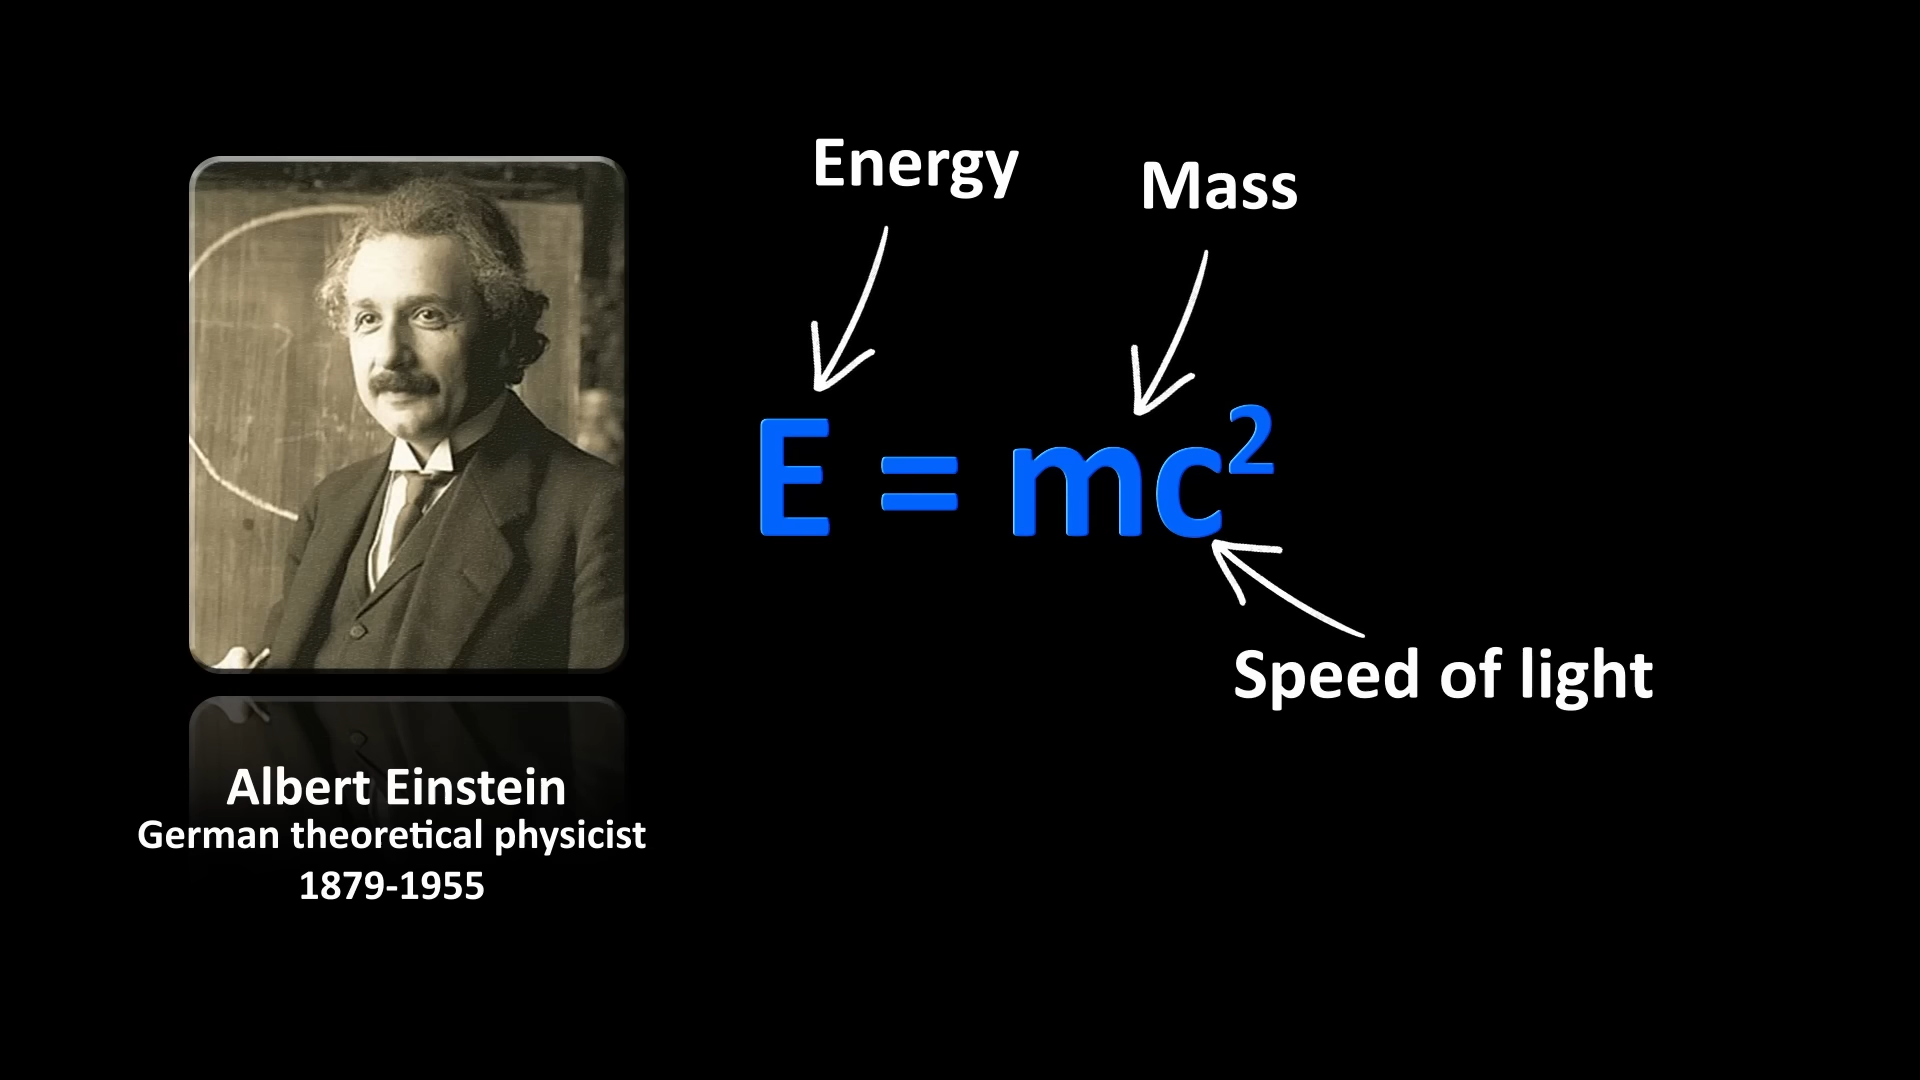 Energy
Mass
E = mc²
Speed of light
Albert Einstein
German theoretical physicist
1879-1955